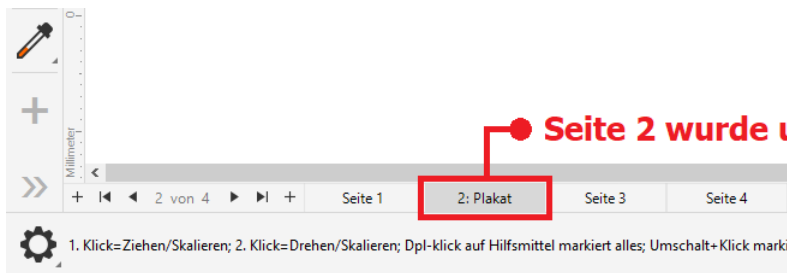 Seite 2 wurde
Millimeter
2 von 4
Seite 1
2: Plakat
Seite 3
Seite 4
1. Klick=Ziehen/Skalieren; 2. Klick=Drehen/Skalieren; Dpl-klick auf Hilfsmittel markiert alles; Umschalt+Klick